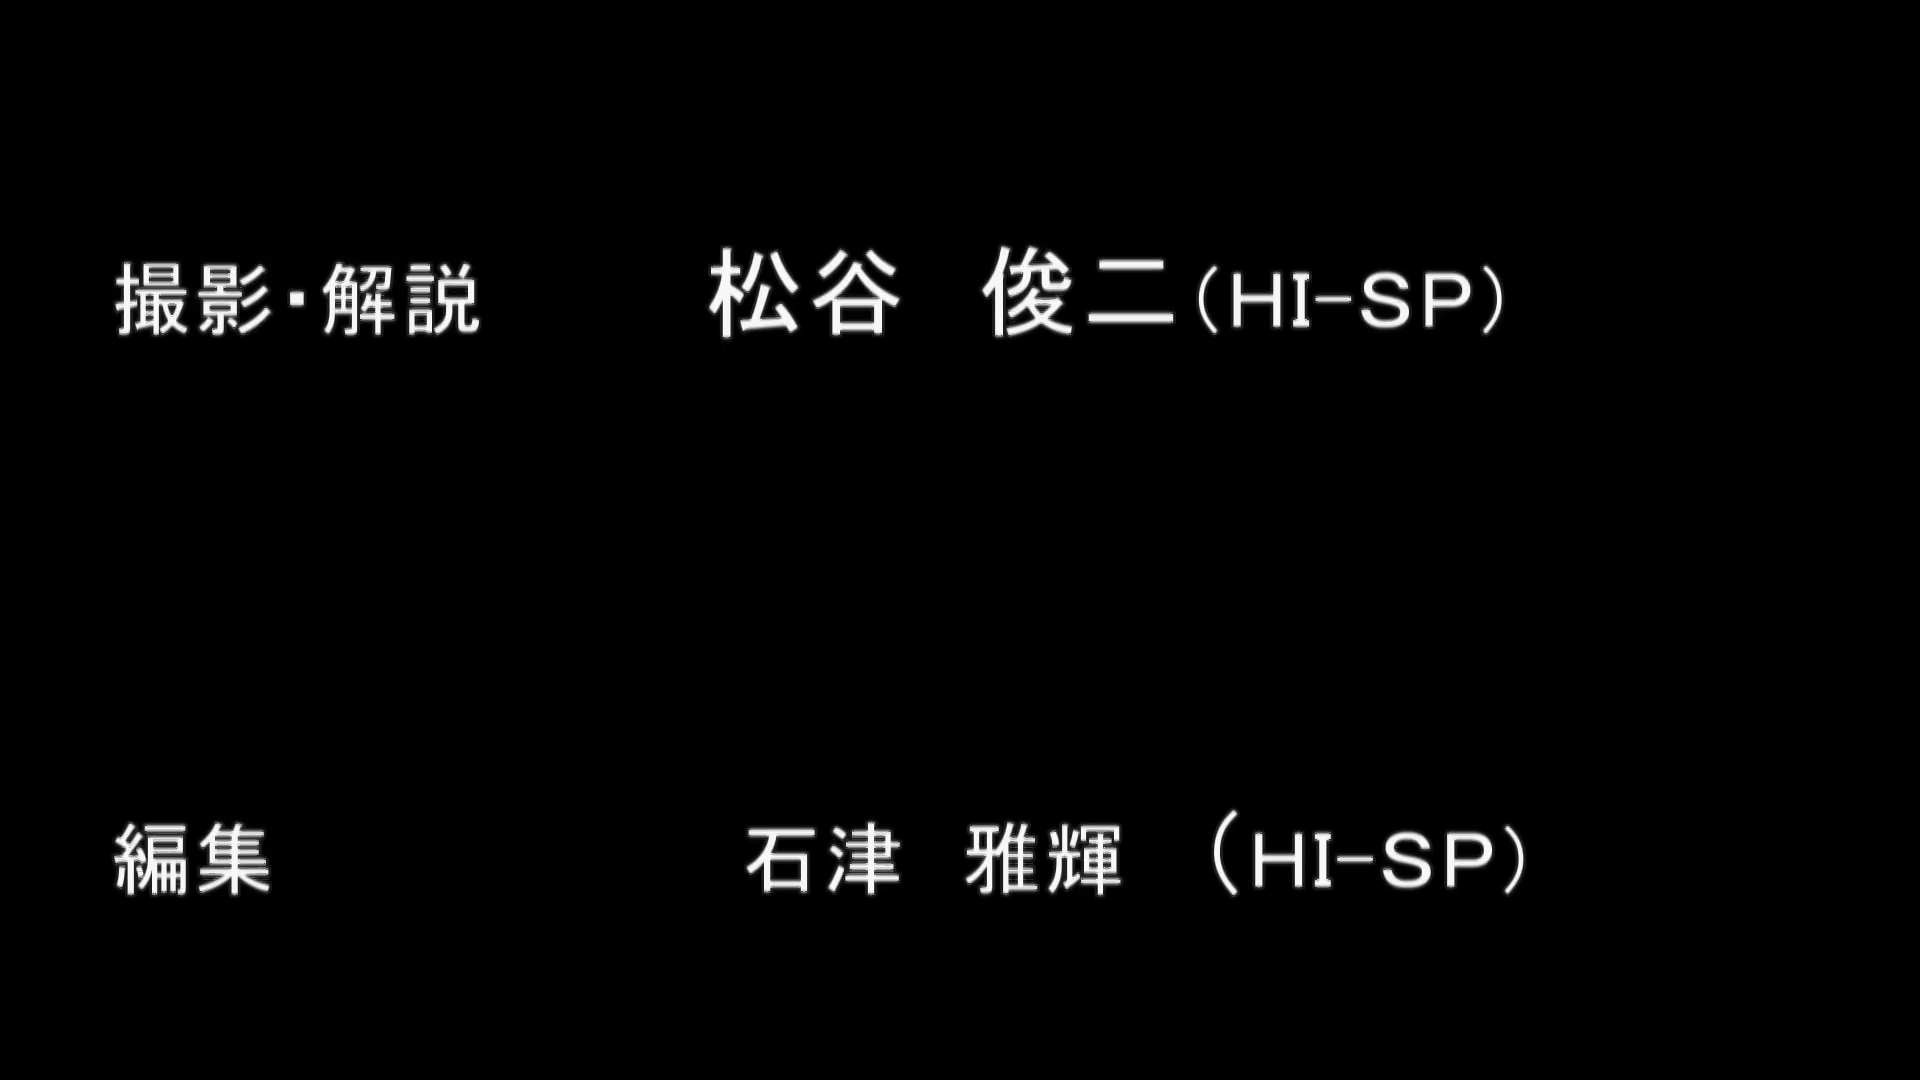 撮影・解説　松谷　俊二（HI-SP）
編集　石津　雅輝　（HI-SP）